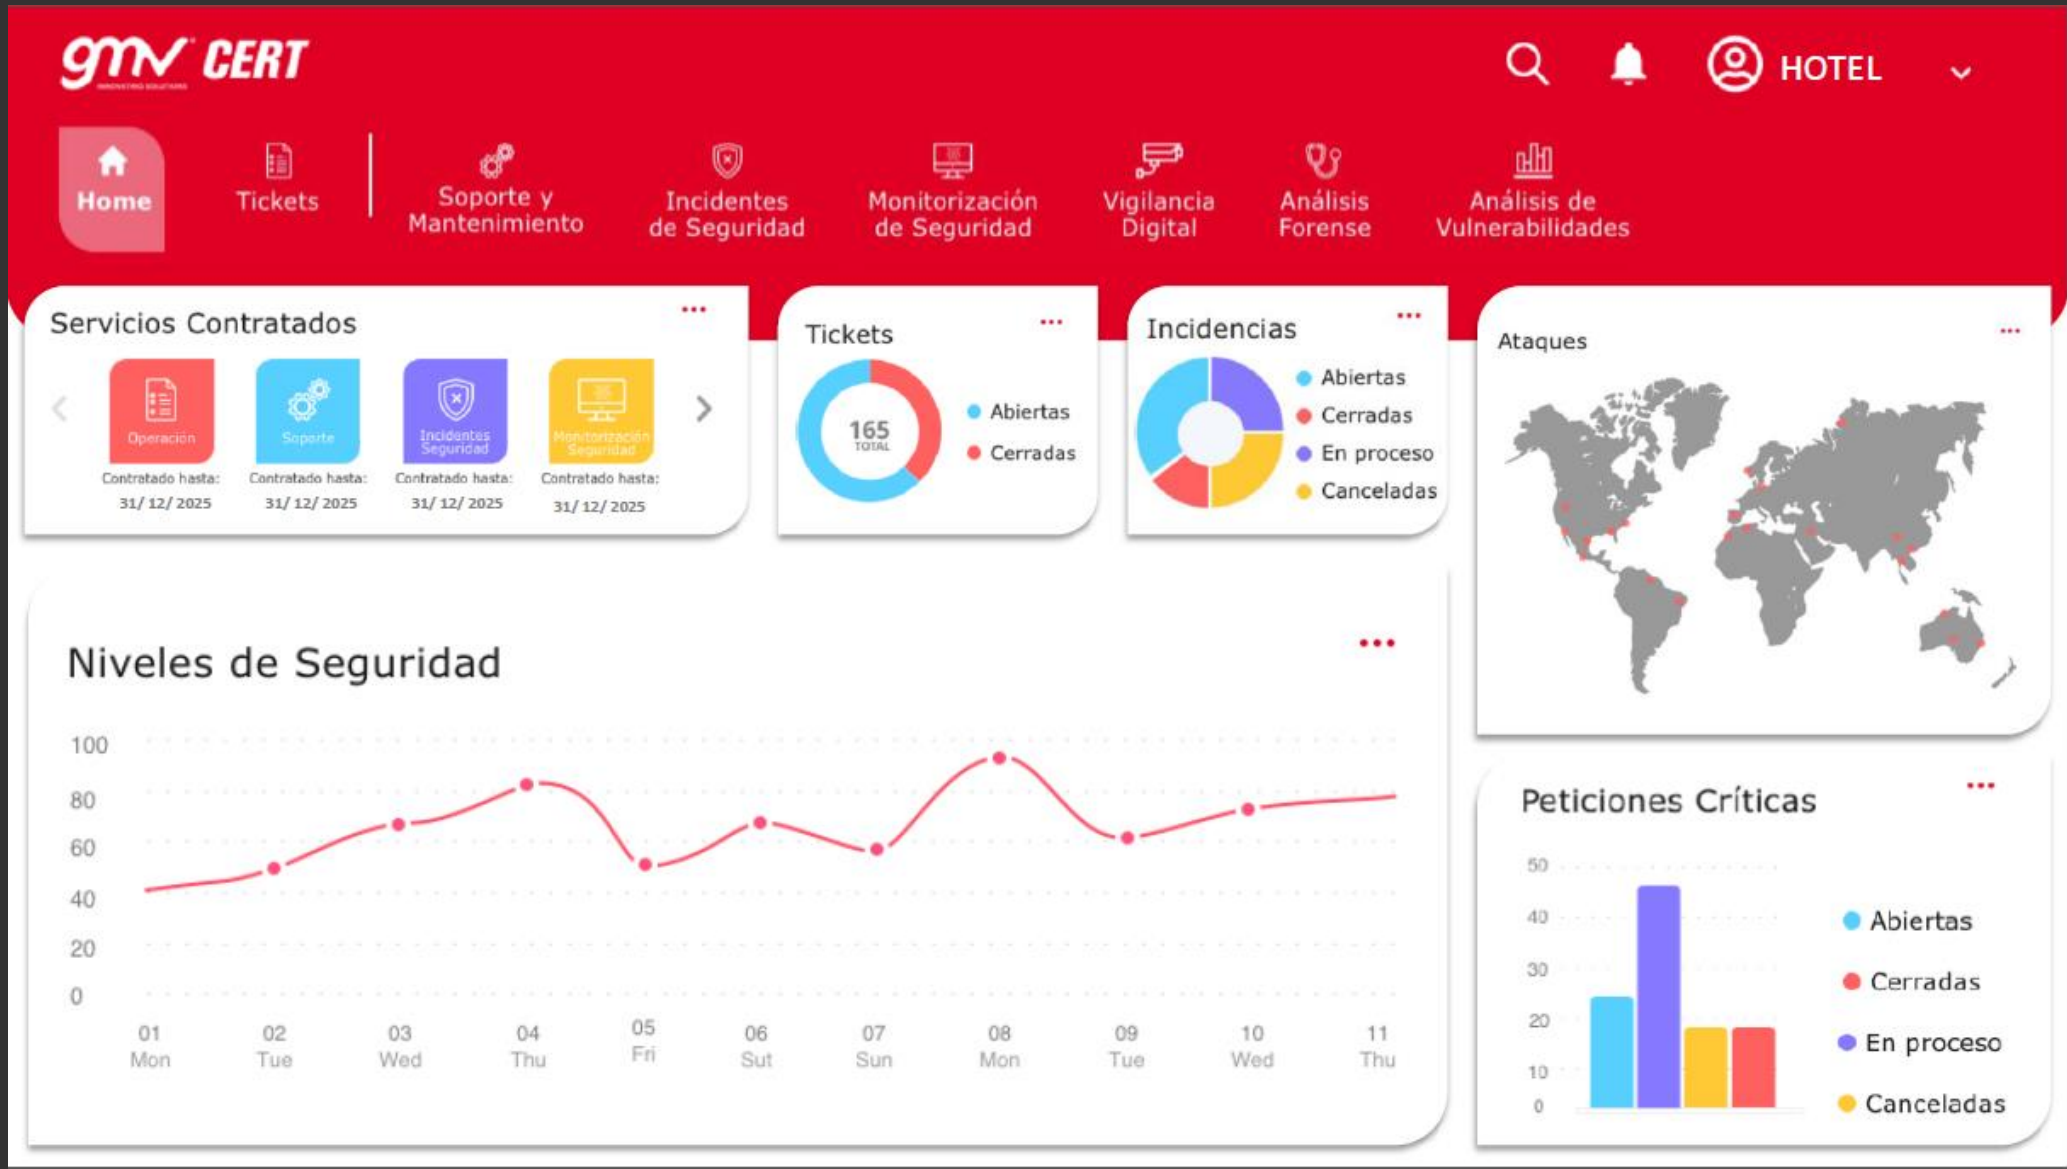 gmv CERT
HOTEL
Home
Tickets
Soporte y
Mantenimiento
Incidentes
de Seguridad
Monitorización
de Seguridad
Vigilancia
Digital
Análisis
Forense
Análisis de
Vulnerabilidades
Servicios Contratados
Operación
Contratado hasta:
31/ 12/ 2025
Soporte
Contratado hasta:
31/ 12/ 2025
Incidentes
Seguridad
Contratado hasta:
31/ 12/ 2025
Monitorización
Seguridad
Contratado hasta:
31/ 12/ 2025
Tickets
165
TOTAL
Abiertas
Cerradas
Incidencias
Abiertas
Cerradas
En proceso
Canceladas
Ataques
Niveles de Seguridad
100
80
60
40
20
0
01
Mon
02
Tue
03
Wed
04
Thu
05
Fri
06
Sut
07
Sun
08
Mon
09
Tue
10
Wed
11
Thu
Peticiones Críticas
50
40
30
20
10
0
Abiertas
Cerradas
En proceso
Canceladas